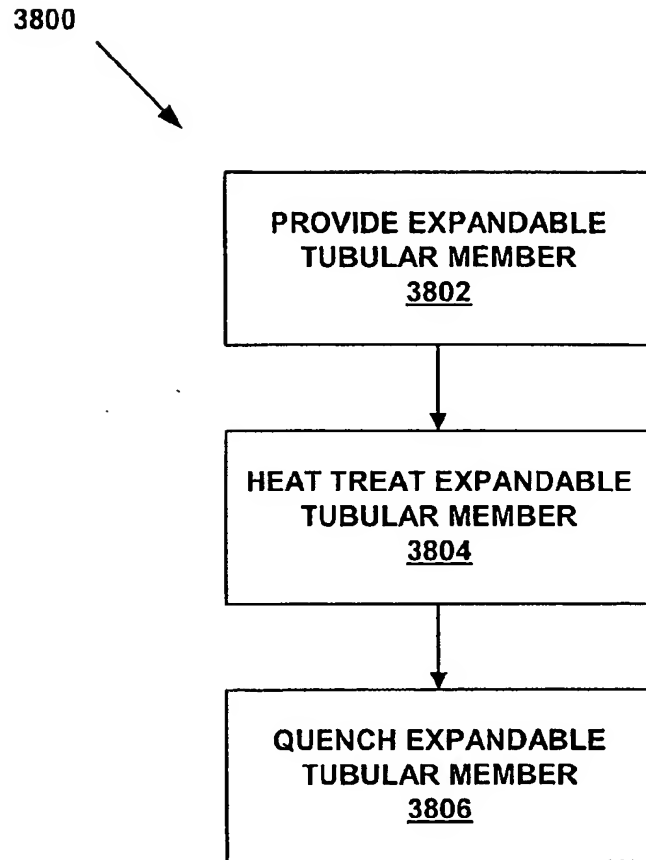 3800
PROVIDE EXPANDABLE
TUBULAR MEMBER
3802
HEAT TREAT EXPANDABLE
TUBULAR MEMBER
3804
QUENCH EXPANDABLE
TUBULAR MEMBER
3806